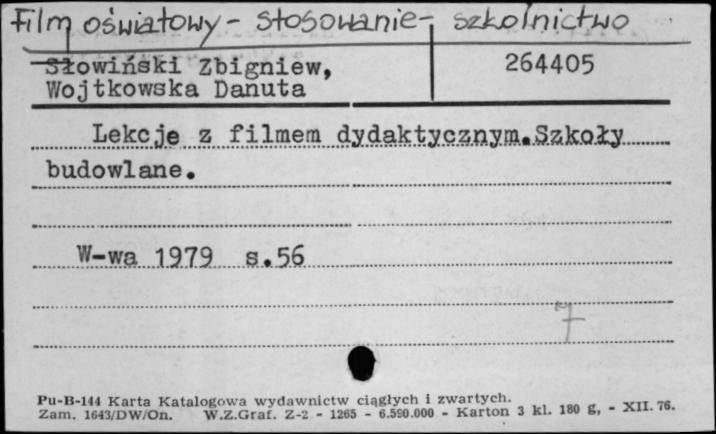 Film oświatowy - stosowanie - szkolnictwo
Słowiński Zbigniew, 264405
Wojtkowska Danuta
Lekcje z filmem dydaktycznym. Szkoły
budowlane.
W-wa 1979 s.56
7
Pu-B-144 Karta Katalogowa wydawnictw ciągłych i zwartych.
Zam. 1643/DW/On. W.Z.Graf. Z-2 - 1265 - 6.590.000 - Karton 3 kl. 180 g, - XII. 76.